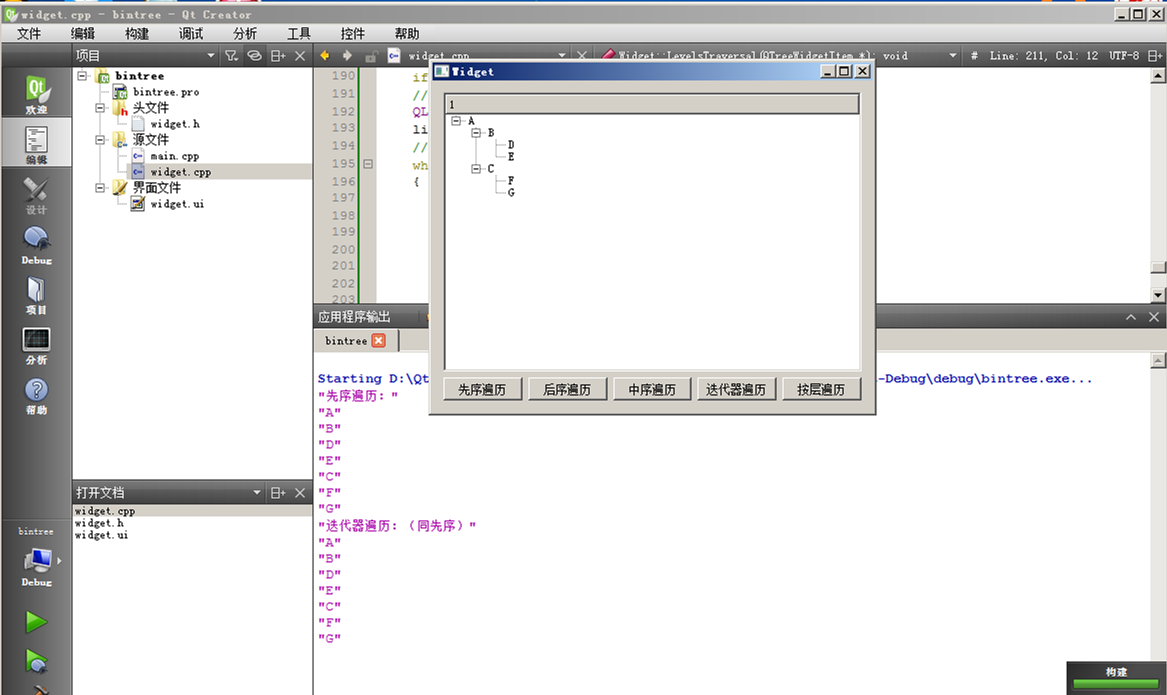 widget.cpp - bintree - Qt Creator
文件 编辑 构建 调试 分析 工具 控件 帮助
项目
widget.cpp
Widget::LevelsTraversal(QTreeWidgetItem *): void
# Line: 211, Col: 12 UTF-8
欢迎
编辑
设计
Debug
项目
分析
帮助
bintree
bintree.pro
头文件
widget.h
源文件
main.cpp
widget.cpp
界面文件
widget.ui
190 if
191 //
192 QL
193 li
194 //
195 wh
196 {
197
198
199
200
201
202
203
Widget
1
A
B
D
E
C
F
G
先序遍历 后序遍历 中序遍历 迭代器遍历 按层遍历
应用程序输出
bintree
Starting D:\Qt
-Debug\debug\bintree.exe...
"先序遍历: "
"A"
"B"
"D"
"E"
"C"
"F"
"G"
"迭代器遍历: （同先序）"
"A"
"B"
"D"
"E"
"C"
"F"
"G"
打开文档
widget.cpp
widget.h
widget.ui
bintree
Debug
构建